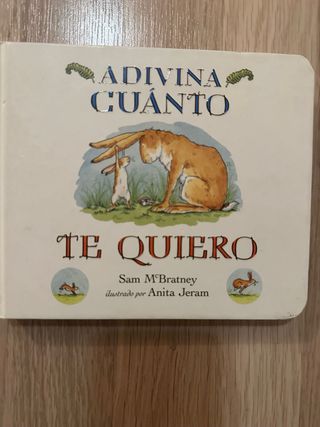 ADIVINA
CUÁNTO
TE QUIERO
Sam McBratney
ilustrado por Anita Jeram